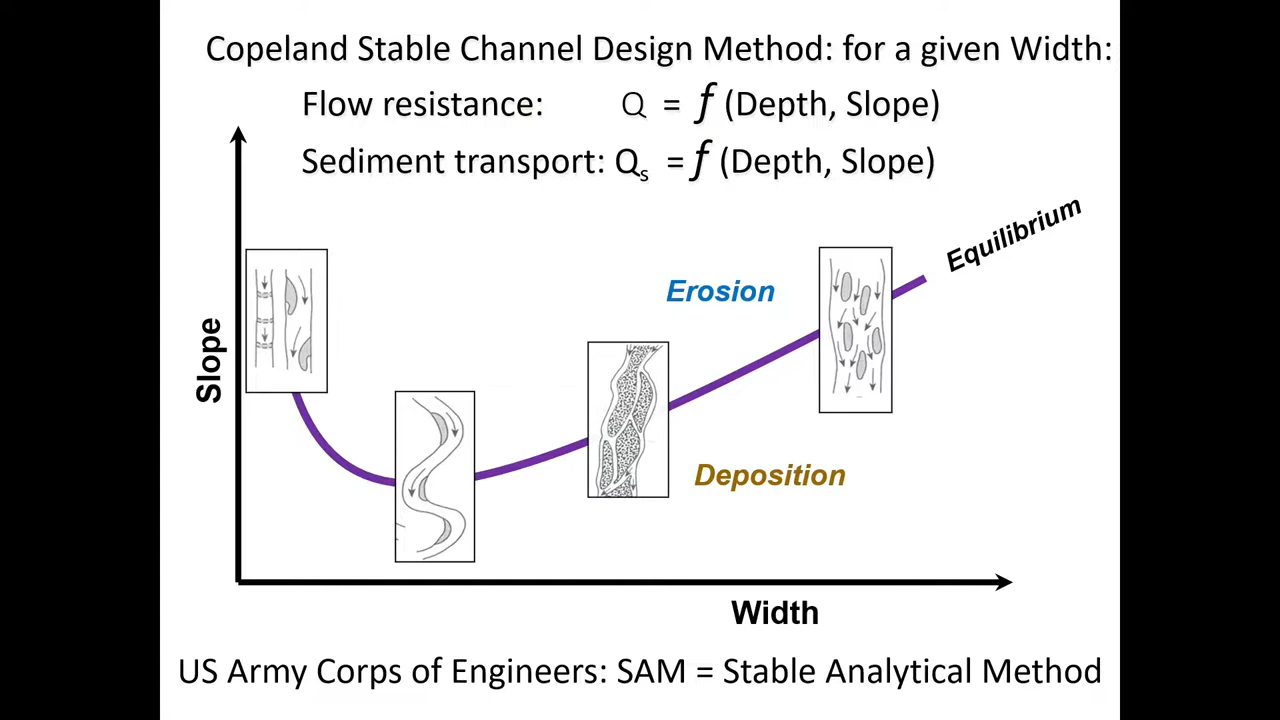 Copeland Stable Channel Design Method: for a given Width:
Flow resistance: Q = f (Depth, Slope)
Sediment transport: Qs = f (Depth, Slope)
Equilibrium
Erosion
Slope
Deposition
Width
US Army Corps of Engineers: SAM = Stable Analytical Method